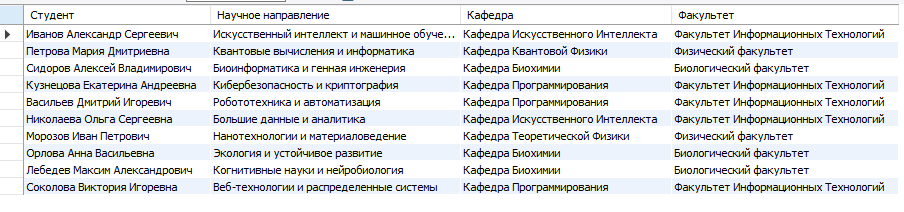 Студент Научное направление Кафедра Факультет
Иванов Александр Сергеевич Искусственный интеллект и машинное обуче... Кафедра Искусственного Интеллекта Факультет Информационных Технологий
Петрова Мария Дмитриевна Квантовые вычисления и информатика Кафедра Квантовой Физики Физический факультет
Сидоров Алексей Владимирович Биоинформатика и генная инженерия Кафедра Биохимии Биологический факультет
Кузнецова Екатерина Андреевна Кибербезопасность и криптография Кафедра Программирования Факультет Информационных Технологий
Васильев Дмитрий Игоревич Робототехника и автоматизация Кафедра Программирования Факультет Информационных Технологий
Николаева Ольга Сергеевна Большие данные и аналитика Кафедра Искусственного Интеллекта Факультет Информационных Технологий
Морозов Иван Петрович Нанотехнологии и материаловедение Кафедра Теоретической Физики Физический факультет
Орлова Анна Васильевна Экология и устойчивое развитие Кафедра Биохимии Биологический факультет
Лебедев Максим Александрович Когнитивные науки и нейробиология Кафедра Биохимии Биологический факультет
Соколова Виктория Игоревна Веб-технологии и распределенные системы Кафедра Программирования Факультет Информационных Технологий